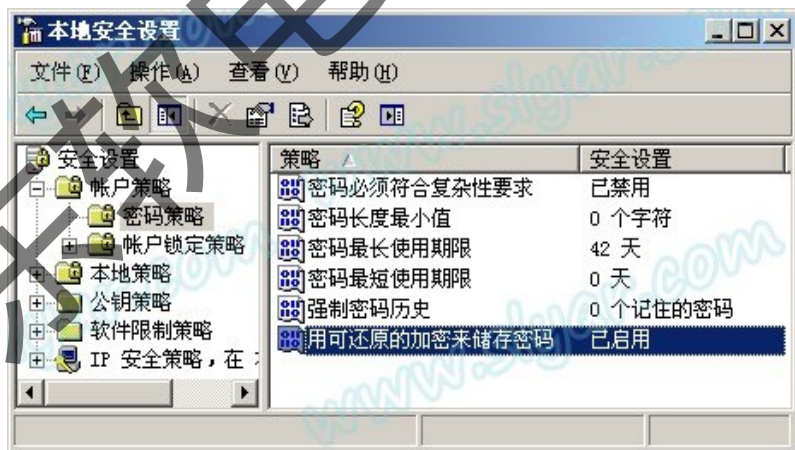 本地安全设置
文件(F) 操作(A) 查看(V) 帮助(H)
安全设置
帐户策略
密码策略
帐户锁定策略
本地策略
公钥策略
软件限制策略
IP 安全策略，在
策略 安全设置
密码必须符合复杂性要求 已禁用
密码长度最小值 0 个字符
密码最长使用期限 42 天
密码最短使用期限 0 天
强制密码历史 0 个记住的密码
用可还原的加密来储存密码 已启用
www.slyar.com